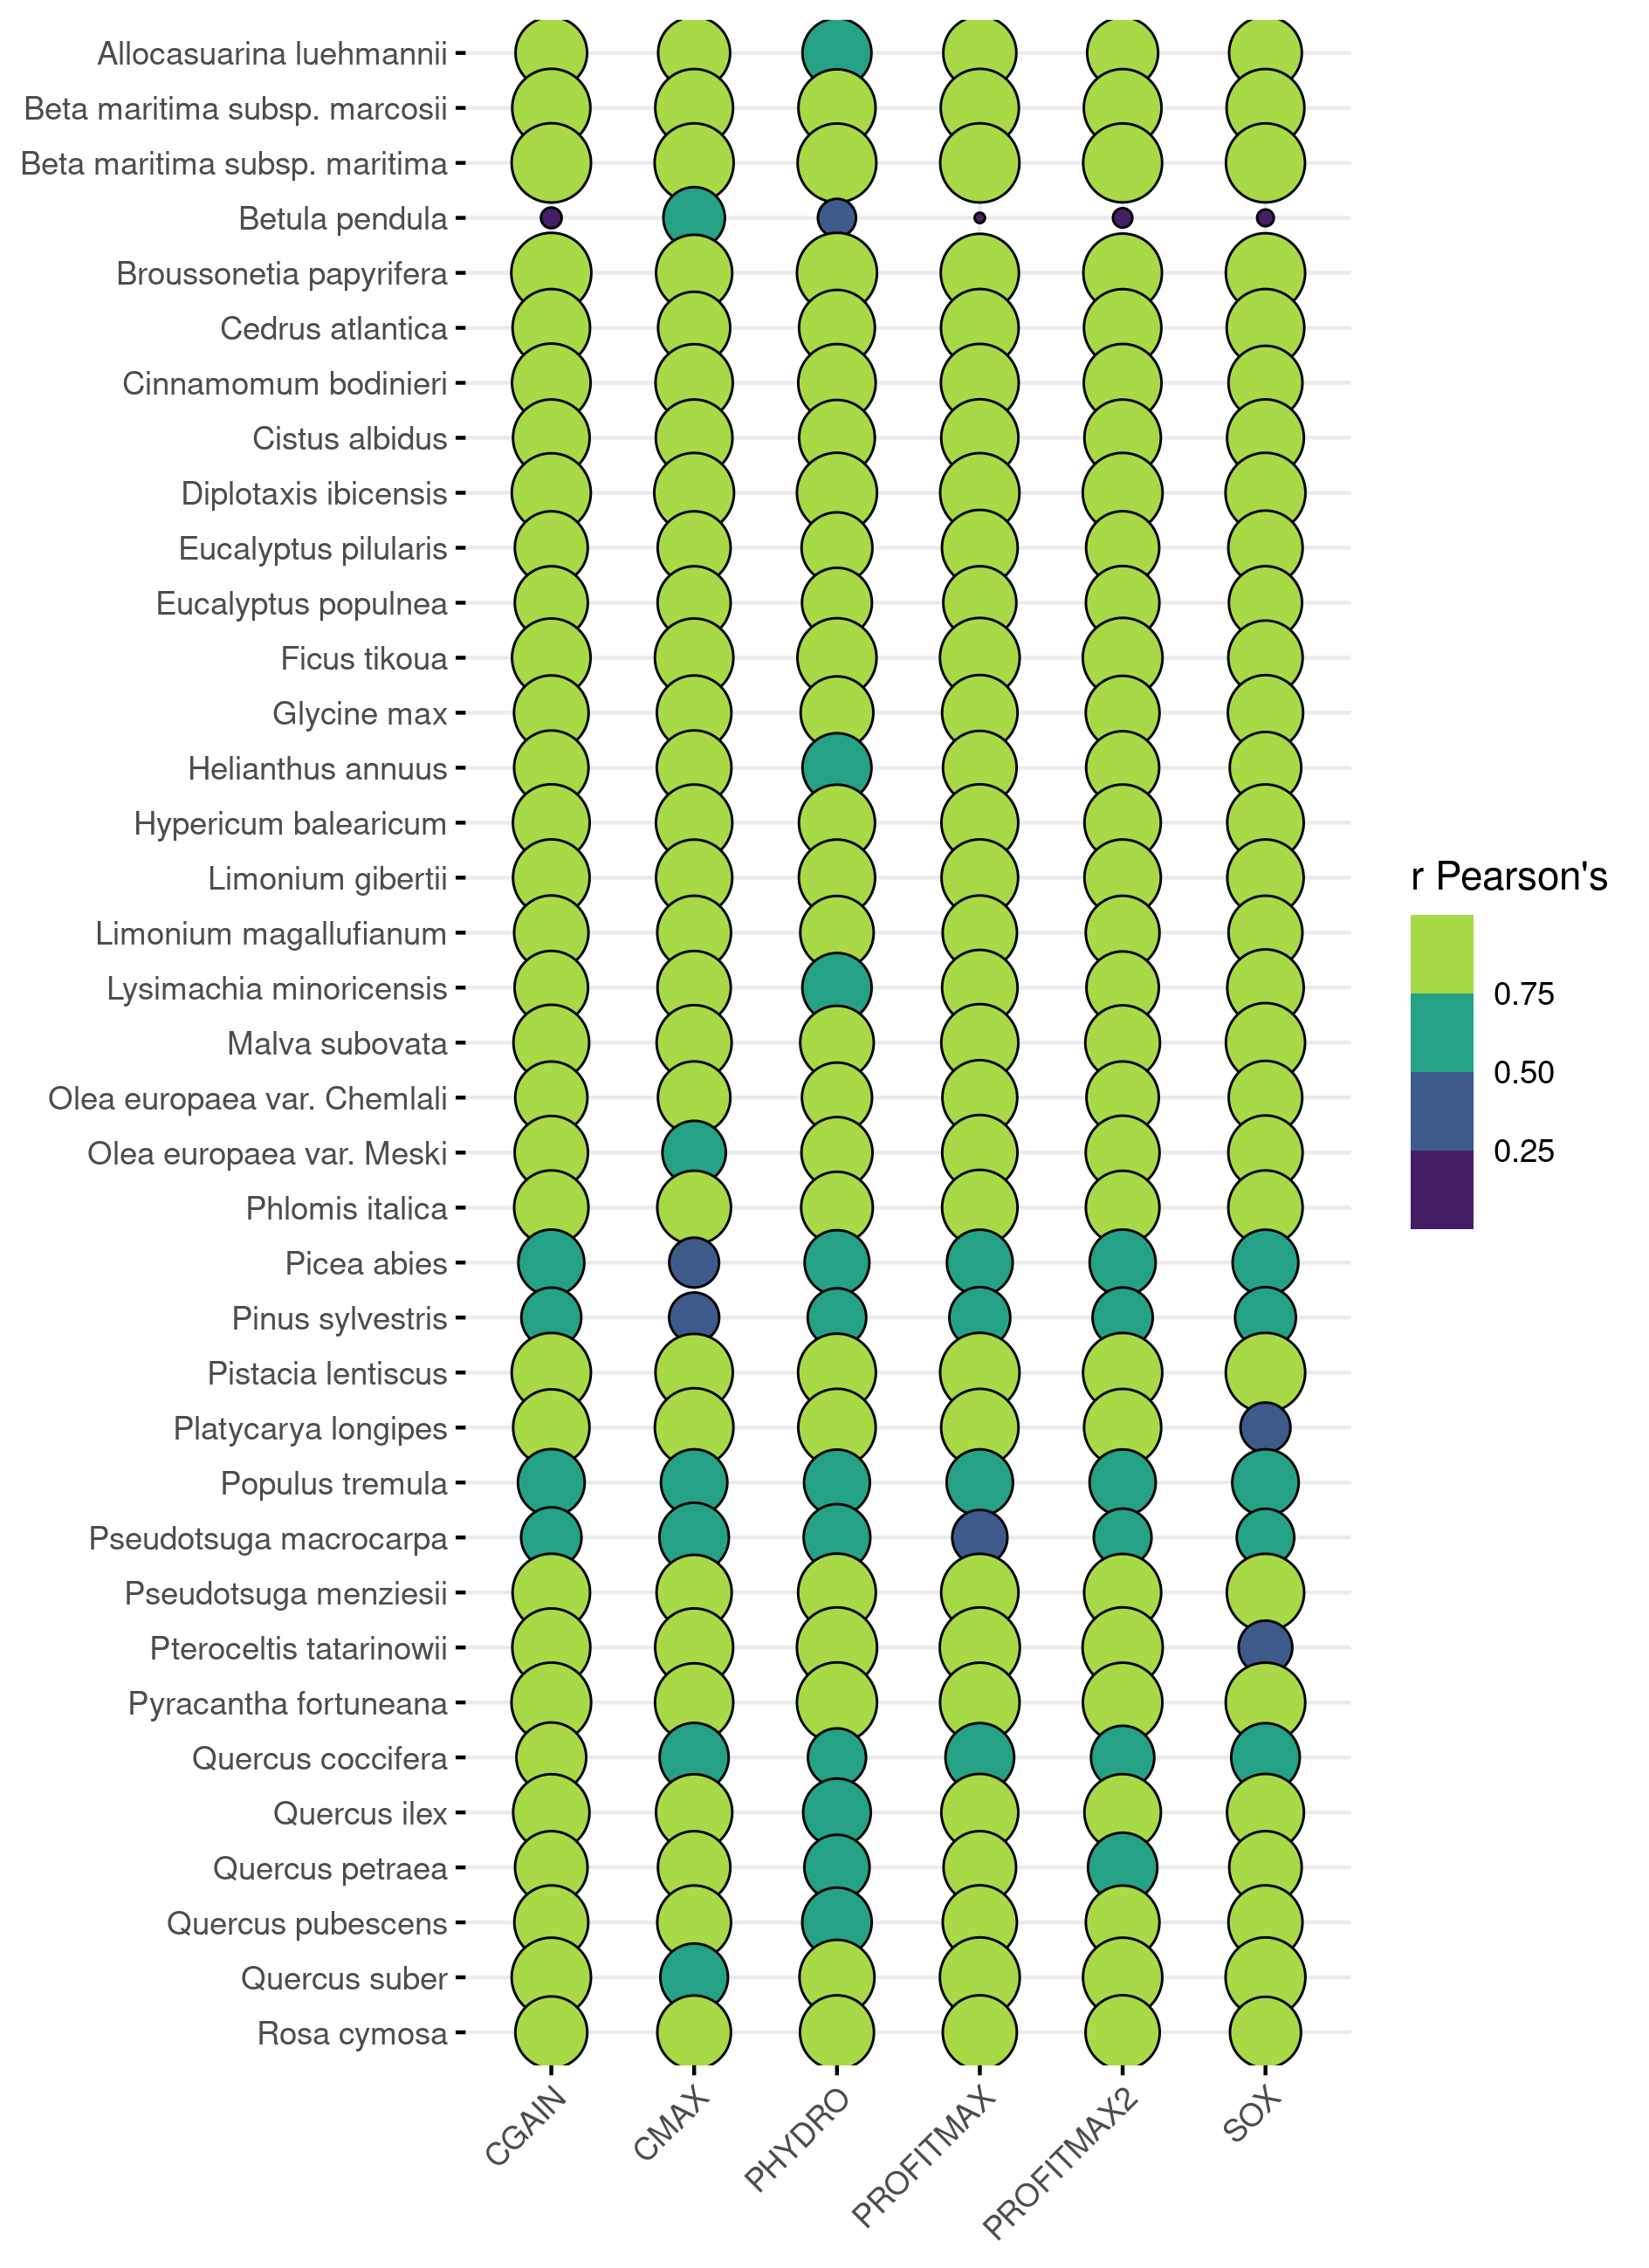 Allocasuarina luehmannii
Beta maritima subsp. marcosii
Beta maritima subsp. maritima
Betula pendula
Broussonetia papyrifera
Cedrus atlantica
Cinnamomum bodinieri
Cistus albidus
Diplotaxis ibicensis
Eucalyptus pilularis
Eucalyptus populnea
Ficus tikoua
Glycine max
Helianthus annuus
Hypericum balearicum
Limonium gibertii
Limonium magallufianum
Lysimachia minoricensis
Malva subovata
Olea europaea var. Chemlali
Olea europaea var. Meski
Phlomis italica
Picea abies
Pinus sylvestris
Pistacia lentiscus
Platycarya longipes
Populus tremula
Pseudotsuga macrocarpa
Pseudotsuga menziesii
Pteroceltis tatarinowii
Pyracantha fortuneana
Quercus coccifera
Quercus ilex
Quercus petraea
Quercus pubescens
Quercus suber
Rosa cymosa
CGAIN
CMAX
PHYDRO
PROFITMAX
PROFITMAX2
SOX
r Pearson's
0.75
0.50
0.25